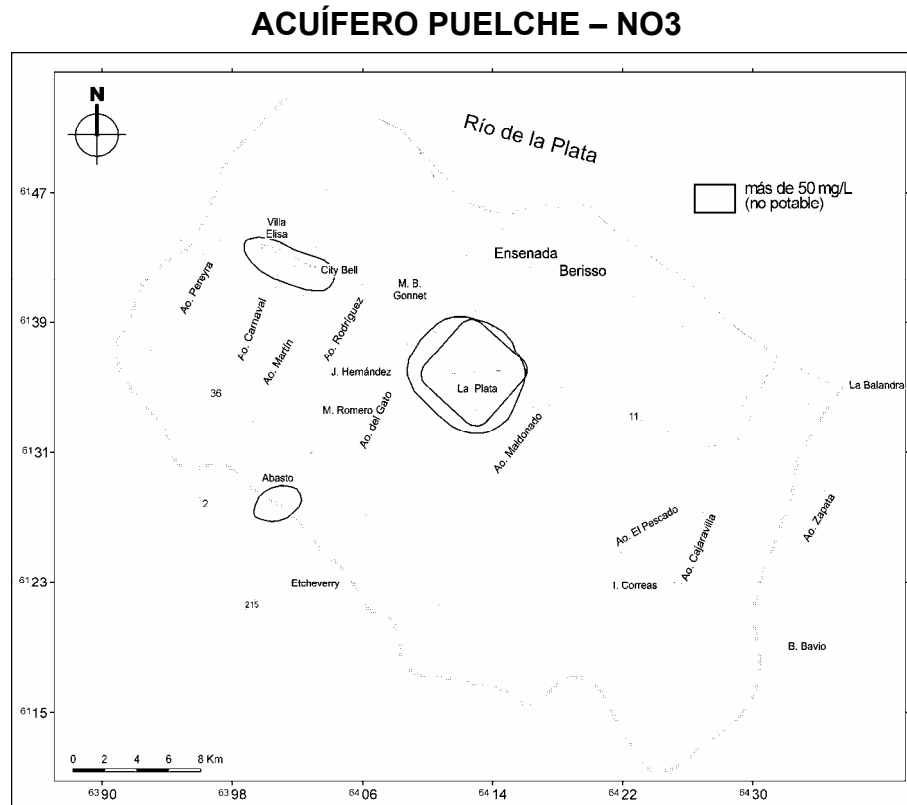 ACUÍFERO PUELCHE – NO3
N
Río de la Plata
6147
más de 50 mg/L
(no potable)
Villa
Elisa
Ensenada
Berisso
City Bell
Ao. Pereyra
M. B.
Gonnet
6139
Ao. Carnaval
Ao. Martín
Ao. Rodríguez
J. Hernández
La Plata
La Balandra
36
M. Romero
Ao. del Gato
Ao. Maldonado
11
6131
Abasto
2
Ao. El Pescado
Ao. Cajaravilla
Ao. Zapata
6123
Etcheverry
I. Correas
215
B. Bavio
6115
0 2 4 6 8 Km
6390 6398 6406 6414 6422 6430